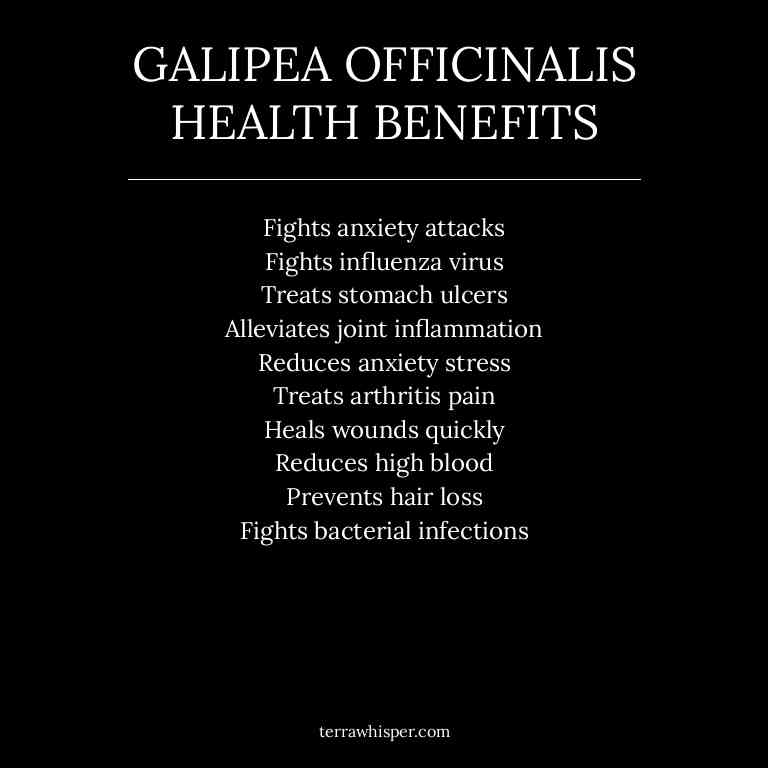 GALIPEA OFFICINALIS
HEALTH BENEFITS
Fights anxiety attacks
Fights influenza virus
Treats stomach ulcers
Alleviates joint inflammation
Reduces anxiety stress
Treats arthritis pain
Heals wounds quickly
Reduces high blood
Prevents hair loss
Fights bacterial infections
terrawhisper.com